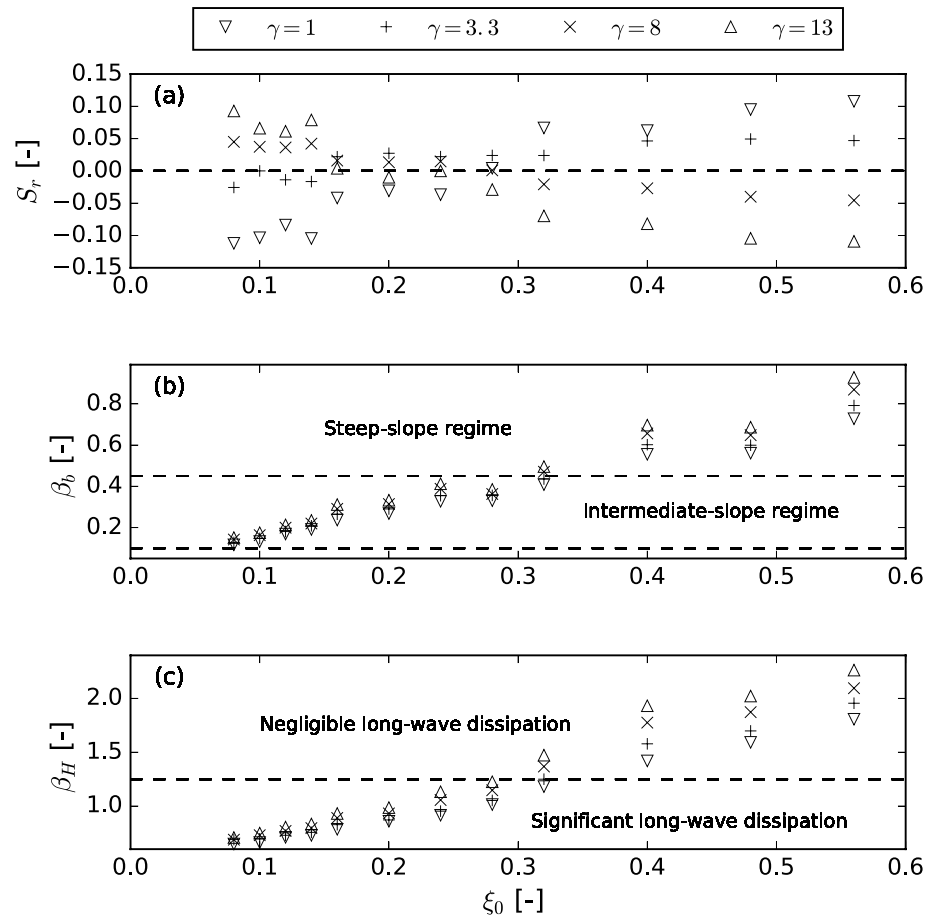 γ = 1 γ = 3.3 γ = 8 γ = 13
(a)
0.15
0.10
0.05
0.00
−0.05
−0.10
−0.15
S_r [-]
0.0 0.1 0.2 0.3 0.4 0.5 0.6
(b)
0.8
0.6
0.4
0.2
β_b [-]
Steep-slope regime
Intermediate-slope regime
0.0 0.1 0.2 0.3 0.4 0.5 0.6
(c)
2.0
1.5
1.0
β_H [-]
Negligible long-wave dissipation
Significant long-wave dissipation
0.0 0.1 0.2 0.3 0.4 0.5 0.6
ξ_0 [-]